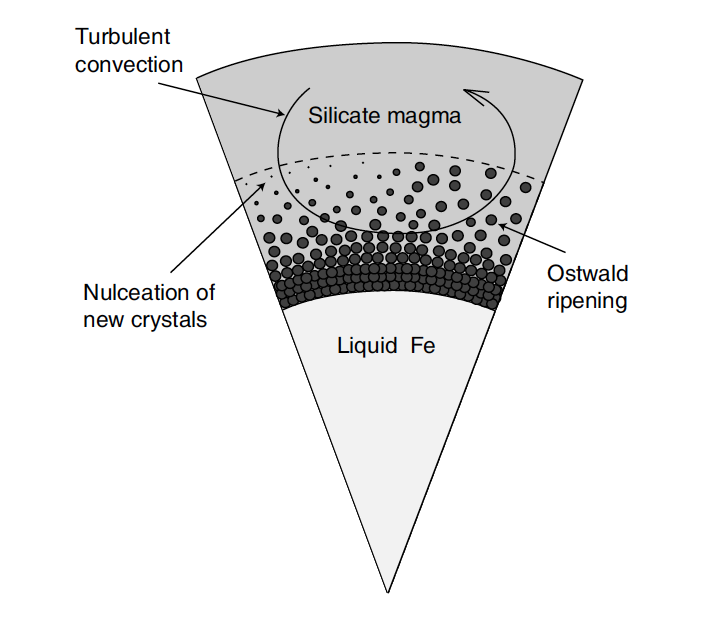 Turbulent
convection
Silicate magma
Nulceation of
new crystals
Ostwald
ripening
Liquid Fe